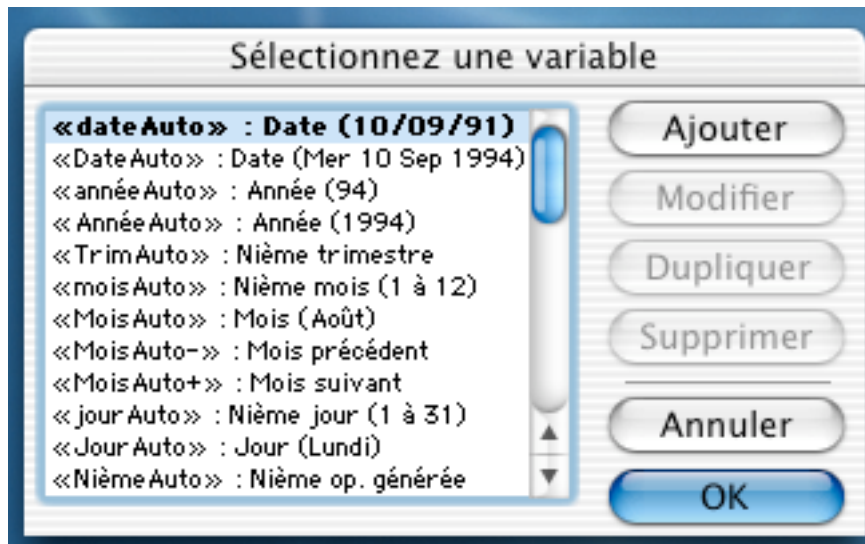 Sélectionnez une variable
«dateAuto» : Date (10/09/91)
«DateAuto» : Date (Mer 10 Sep 1994)
«annéeAuto» : Année (94)
«AnnéeAuto» : Année (1994)
«TrimAuto» : Nième trimestre
«moisAuto» : Nième mois (1 à 12)
«MoisAuto» : Mois (Août)
«MoisAuto-» : Mois précédent
«MoisAuto+» : Mois suivant
«jourAuto» : Nième jour (1 à 31)
«JourAuto» : Jour (Lundi)
«NièmeAuto» : Nième op. générée
Ajouter
Modifier
Dupliquer
Supprimer
Annuler
OK